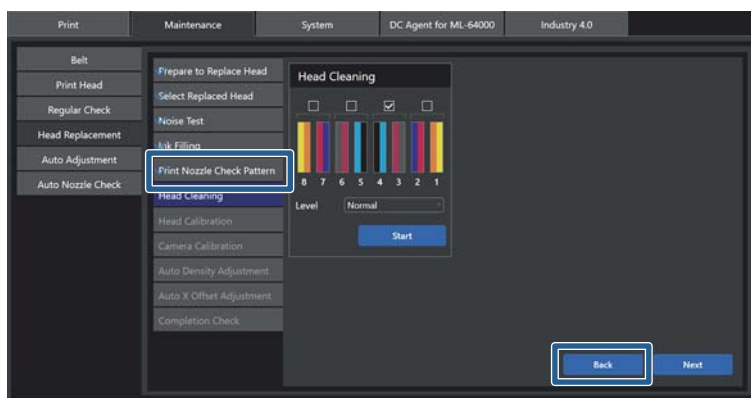 Print
Maintenance
System
DC Agent for ML-64000
Industry 4.0
Belt
Print Head
Regular Check
Head Replacement
Auto Adjustment
Auto Nozzle Check
Prepare to Replace Head
Select Replaced Head
Noise Test
Ink Filling
Print Nozzle Check Pattern
Head Cleaning
Head Calibration
Camera Calibration
Auto Density Adjustment
Auto X Offset Adjustment
Completion Check
Head Cleaning
8 7 6 5 4 3 2 1
Level Normal
Start
Back Next